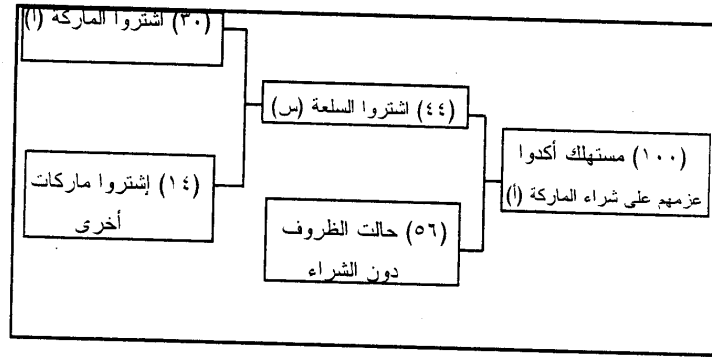 (١٠٠) مستهلك أكدوا
عزمهم على شراء الماركة (أ)
(٤٤) اشتروا السلعة (س)
(٥٦) حالت الظروف
دون الشراء
(٣٠) اشتروا الماركة (أ)
(١٤) إشتروا ماركات
أخرى